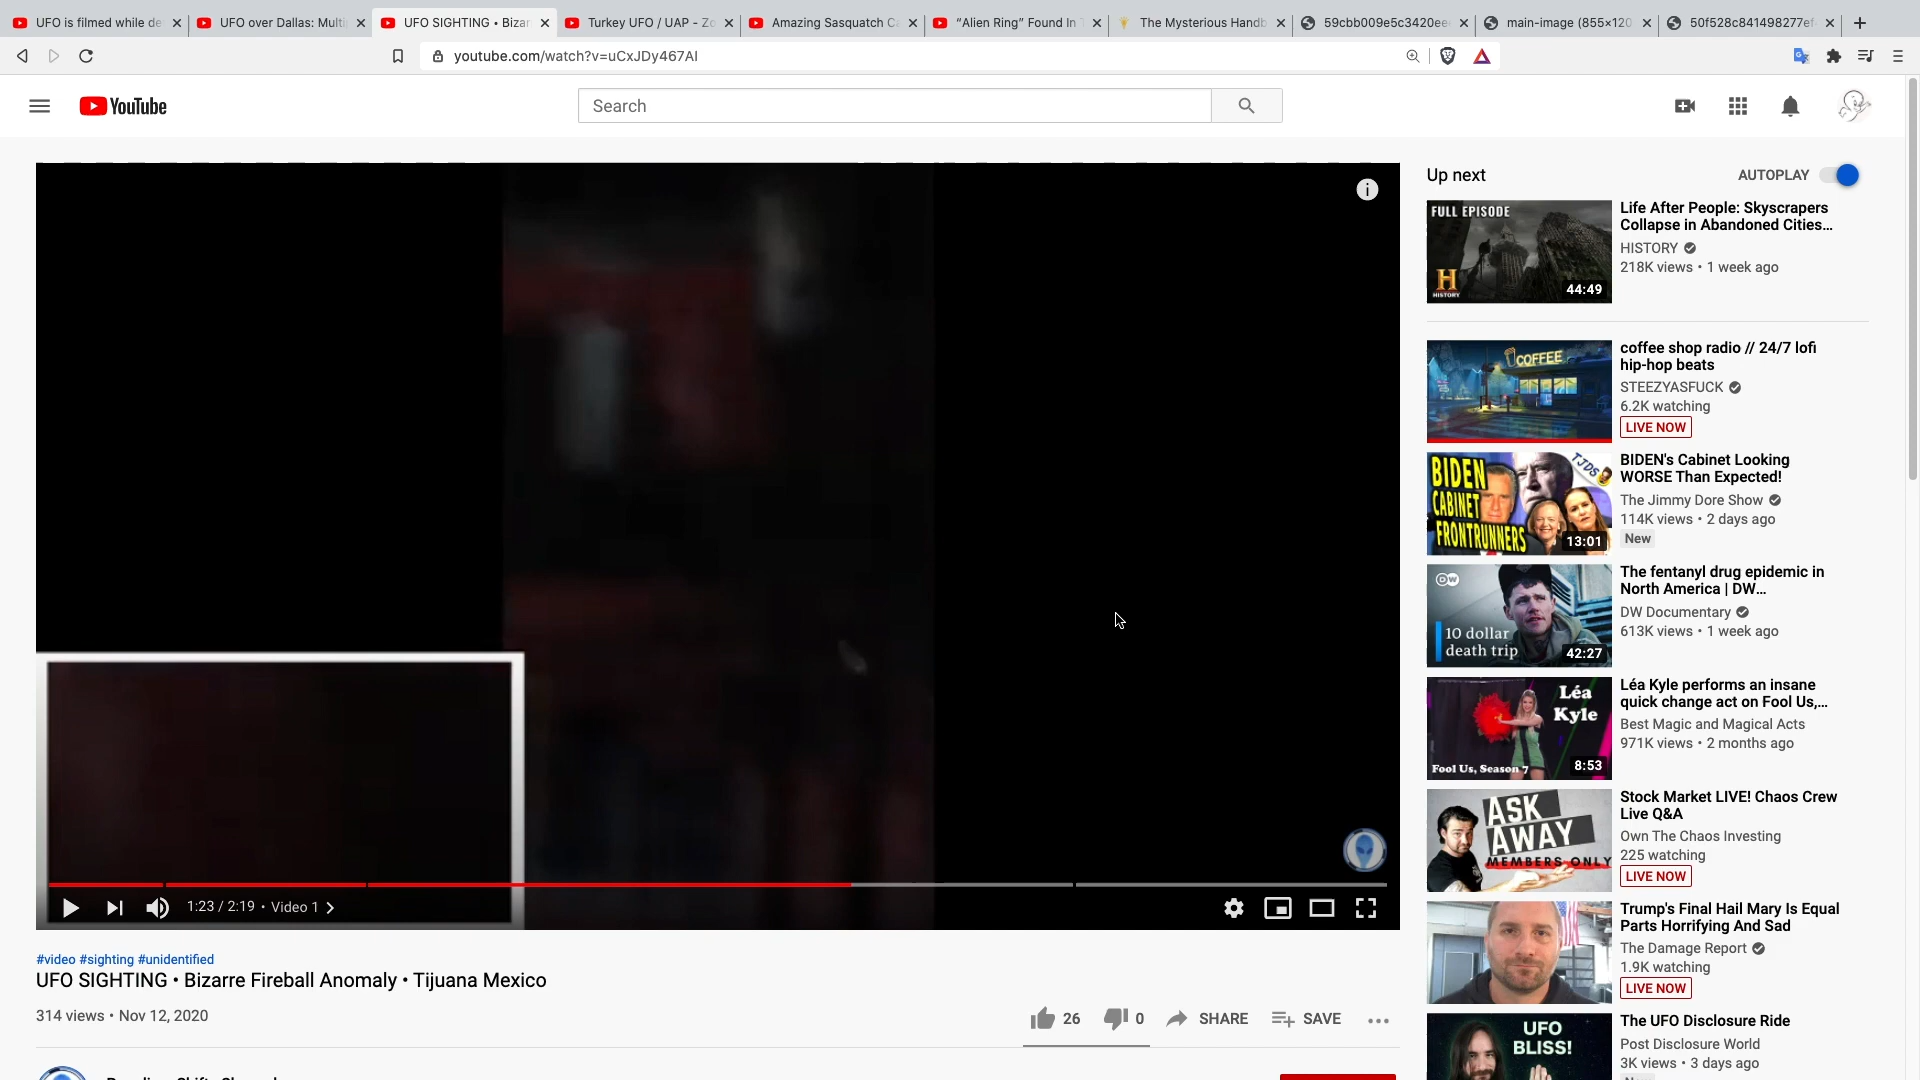 UFO is filmed while de
UFO over Dallas: Multi
UFO SIGHTING • Bizar
Turkey UFO / UAP - Zo
Amazing Sasquatch C
“Alien Ring” Found In
The Mysterious Handb
59cbb009e5c3420ee
main-image (855×120
50f528c841498277ef
youtube.com/watch?v=uCxJDy467AI
YouTube
Search
Up next
AUTOPLAY
FULL EPISODE
HISTORY
44:49
Life After People: Skyscrapers
Collapse in Abandoned Cities...
HISTORY
218K views • 1 week ago
COFFEE
coffee shop radio // 24/7 lofi
hip-hop beats
STEEZYASFUCK
6.2K watching
LIVE NOW
BIDEN
CABINET
FRONTRUNNERS
TJDS
13:01
BIDEN's Cabinet Looking
WORSE Than Expected!
The Jimmy Dore Show
114K views • 2 days ago
New
DW
10 dollar
death trip
42:27
The fentanyl drug epidemic in
North America | DW...
DW Documentary
613K views • 1 week ago
Léa
Kyle
Fool Us, Season 7
8:53
Léa Kyle performs an insane
quick change act on Fool Us,...
Best Magic and Magical Acts
971K views • 2 months ago
ASK
AWAY
MEMBERS ONLY
Stock Market LIVE! Chaos Crew
Live Q&A
Own The Chaos Investing
225 watching
LIVE NOW
Trump's Final Hail Mary Is Equal
Parts Horrifying And Sad
The Damage Report
1.9K watching
LIVE NOW
UFO
BLISS!
The UFO Disclosure Ride
Post Disclosure World
3K views • 3 days ago
1:23 / 2:19 • Video 1
#video #sighting #unidentified
UFO SIGHTING • Bizarre Fireball Anomaly • Tijuana Mexico
314 views • Nov 12, 2020
26
0
SHARE
SAVE